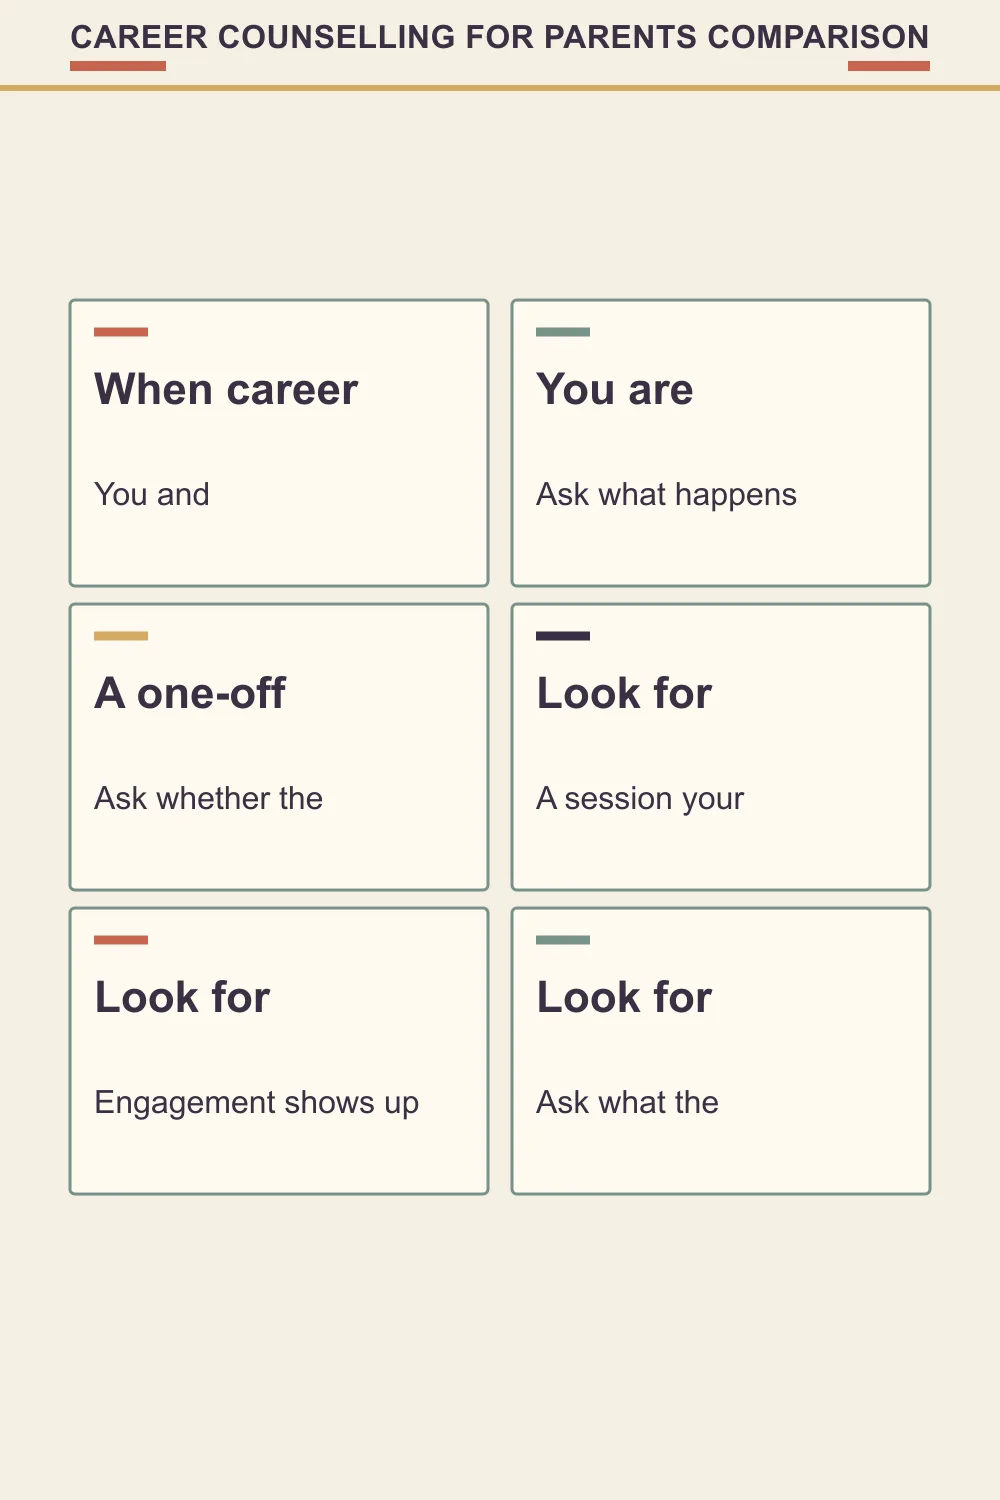 CAREER COUNSELLING FOR PARENTS COMPARISON
When career
You and
You are
Ask what happens
A one-off
Ask whether the
Look for
A session your
Look for
Engagement shows up
Look for
Ask what the